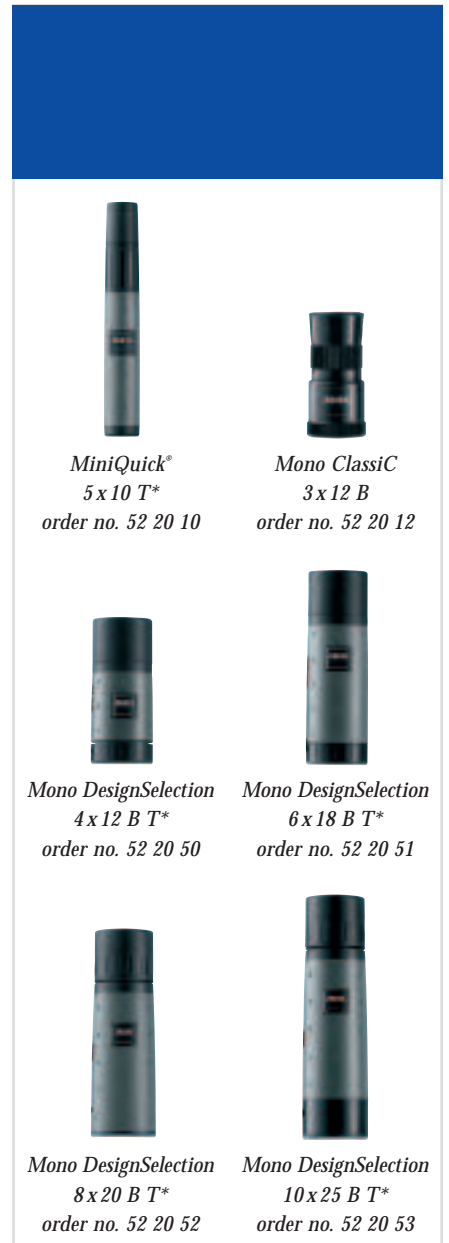 MiniQuick®
5 x 10 T*
order no. 52 20 10
Mono ClassiC
3 x 12 B
order no. 52 20 12
Mono DesignSelection
4 x 12 B T*
order no. 52 20 50
Mono DesignSelection
6 x 18 B T*
order no. 52 20 51
Mono DesignSelection
8 x 20 B T*
order no. 52 20 52
Mono DesignSelection
10 x 25 B T*
order no. 52 20 53